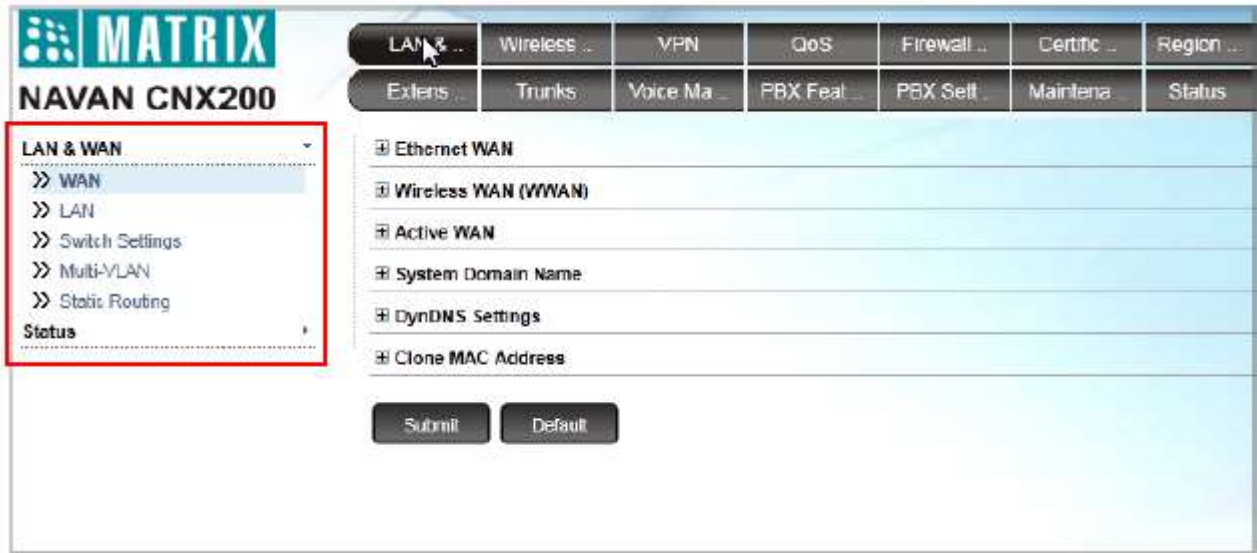 MATRIX
NAVAN CNX200
LAN & .. Wireless .. VPN QoS Firewall .. Certific .. Region ..
Extens .. Trunks Voice Ma .. PBX Feat .. PBX Sett .. Maintena .. Status
LAN & WAN
WAN
LAN
Switch Settings
Multi-VLAN
Static Routing
Status
Ethernet WAN
Wireless WAN (WWAN)
Active WAN
System Domain Name
DynDNS Settings
Clone MAC Address
Submit Default